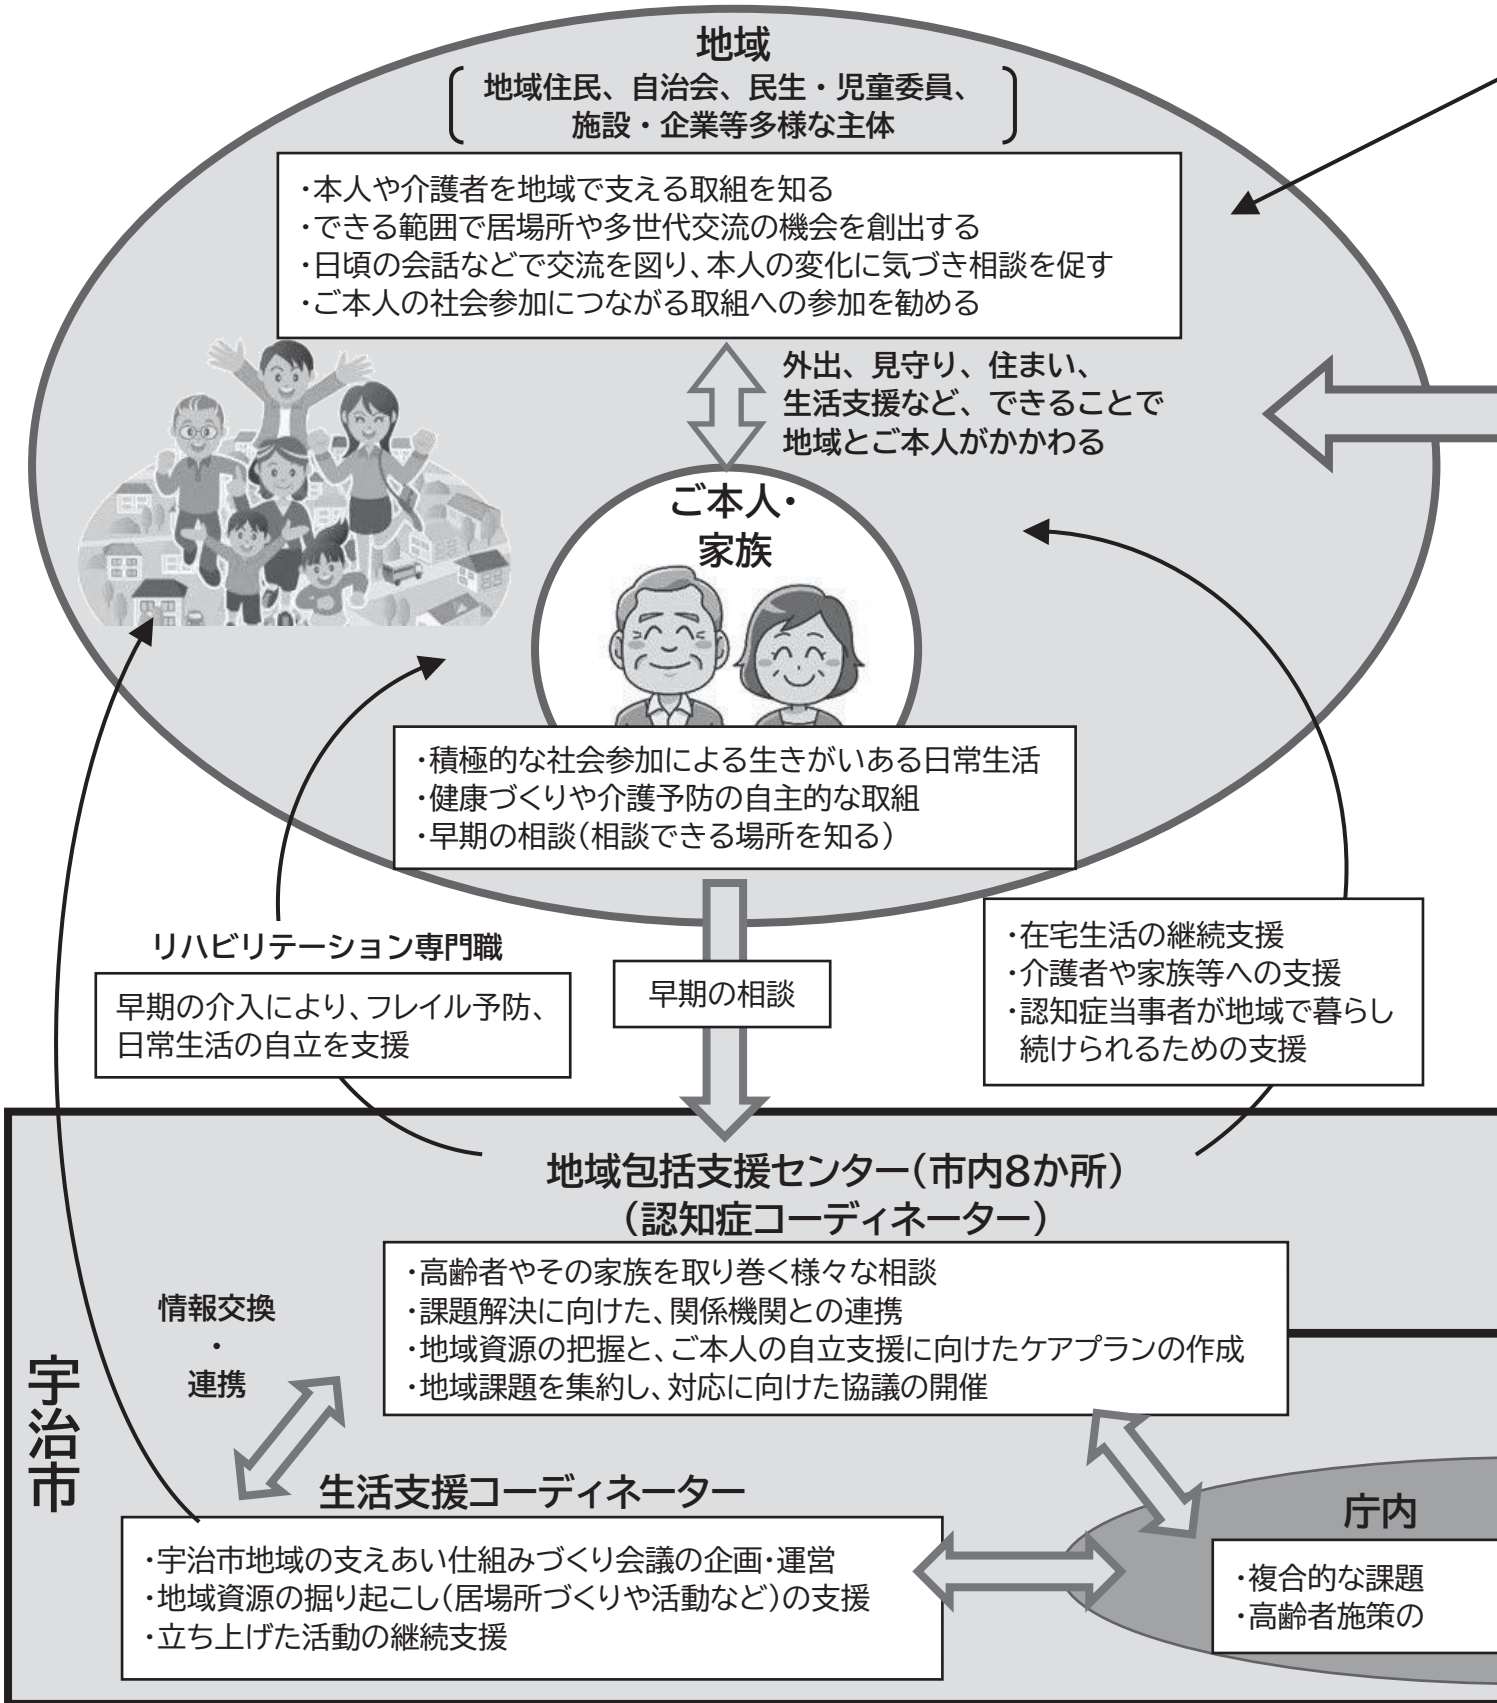 地域
地域住民、自治会、民生・児童委員、
施設・企業等多様な主体
・本人や介護者を地域で支える取組を知る
・できる範囲で居場所や多世代交流の機会を創出する
・日頃の会話などで交流を図り、本人の変化に気づき相談を促す
・ご本人の社会参加につながる取組への参加を勧める
外出、見守り、住まい、
生活支援など、できることで
地域とご本人がかかわる
ご本人・
家族
・積極的な社会参加による生きがいある日常生活
・健康づくりや介護予防の自主的な取組
・早期の相談(相談できる場所を知る)
リハビリテーション専門職
早期の介入により、フレイル予防、
日常生活の自立を支援
早期の相談
・在宅生活の継続支援
・介護者や家族等への支援
・認知症当事者が地域で暮らし
続けられるための支援
地域包括支援センター(市内8か所)
(認知症コーディネーター)
・高齢者やその家族を取り巻く様々な相談
・課題解決に向けた、関係機関との連携
・地域資源の把握と、ご本人の自立支援に向けたケアプランの作成
・地域課題を集約し、対応に向けた協議の開催
情報交換
・
連携
宇治市
生活支援コーディネーター
・宇治市地域の支えあい仕組みづくり会議の企画・運営
・地域資源の掘り起こし(居場所づくりや活動など)の支援
・立ち上げた活動の継続支援
庁内
・複合的な課題
・高齢者施策の